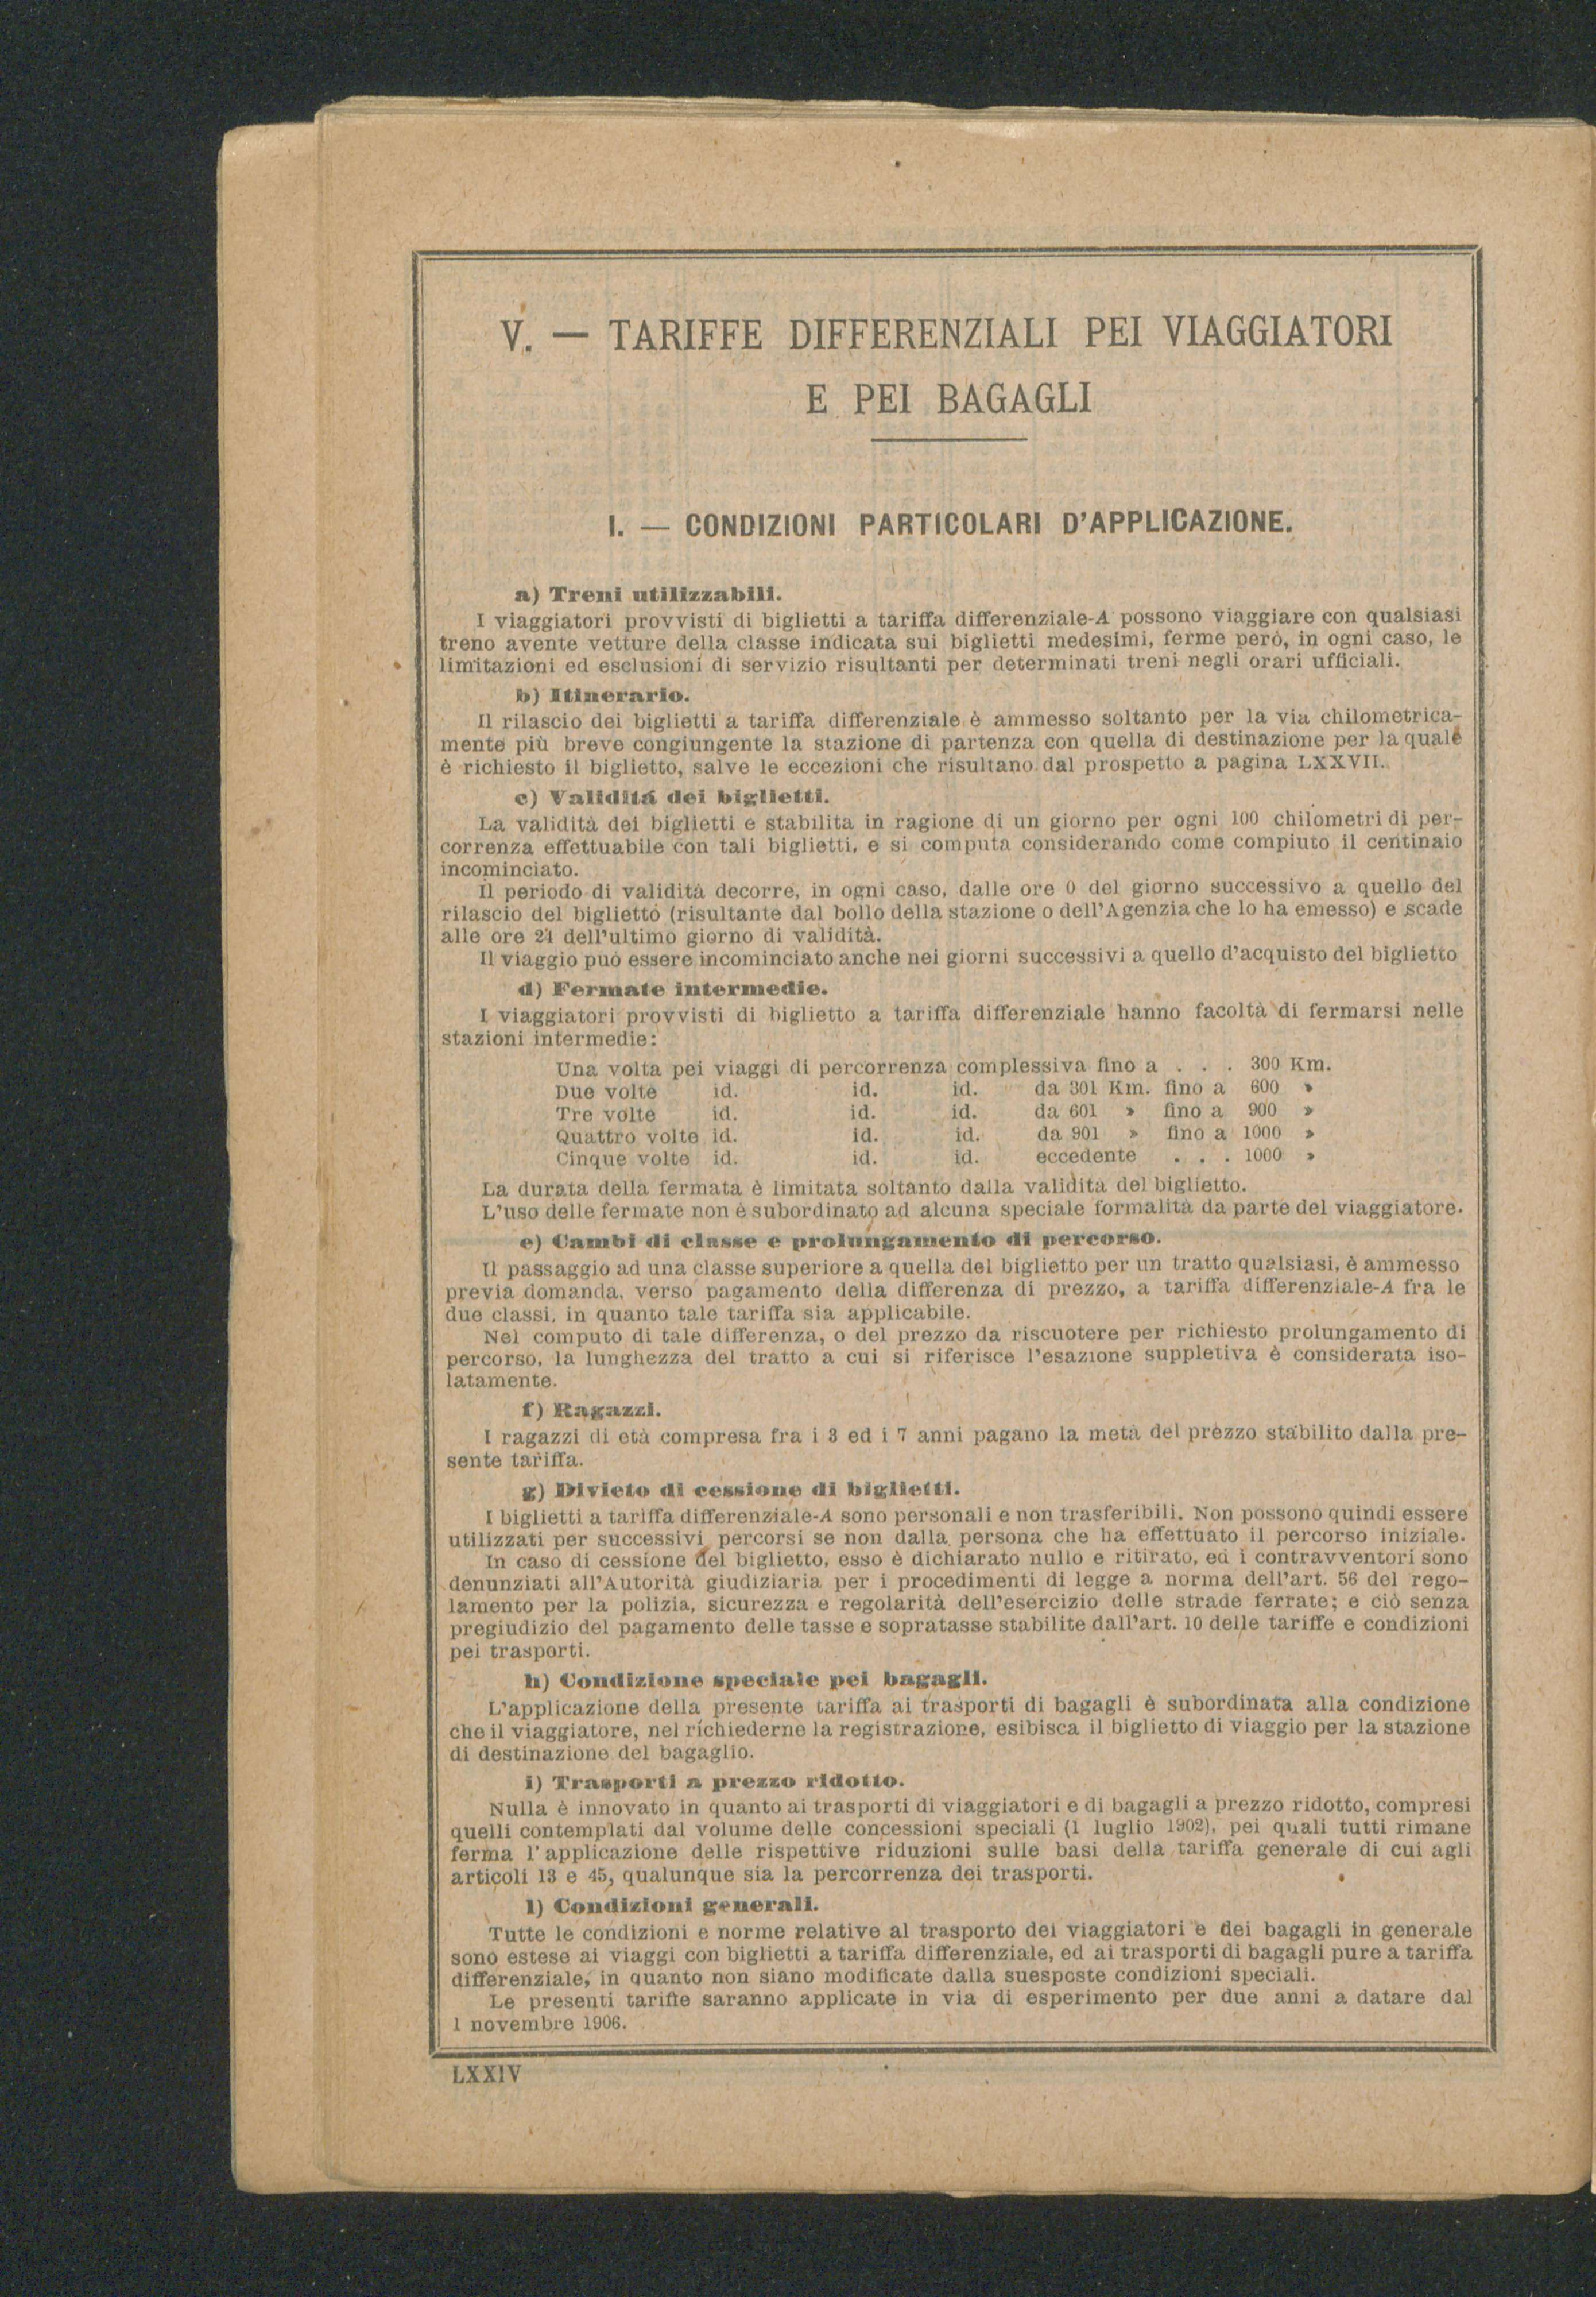 V. — TARIFFE DIFFERENZIALI PEI VIAGGIATORI
E PEI BAGAGLI
I. — CONDIZIONI PARTICOLARI D'APPLICAZIONE.
a) Treni utilizzabili.
I viaggiatori provvisti di biglietti a tariffa differenziale-A possono viaggiare con qualsiasi
treno avente vetture della classe indicata sui biglietti medesimi, ferme però, in ogni caso, le
limitazioni ed esclusioni di servizio risultanti per determinati treni negli orari ufficiali.
b) Itinerario.
Il rilascio dei biglietti a tariffa differenziale è ammesso soltanto per la via chilometrica-
mente più breve congiungente la stazione di partenza con quella di destinazione per la quale
è richiesto il biglietto, salve le eccezioni che risultano dal prospetto a pagina LXXVII.
c) Validitá dei biglietti.
La validità dei biglietti e stabilita in ragione di un giorno per ogni 100 chilometri di per-
correnza effettuabile con tali biglietti, e si computa considerando come compiuto il centinaio
incominciato.
Il periodo di validità decorre, in ogni caso, dalle ore 0 del giorno successivo a quello del
rilascio del biglietto (risultante dal bollo della stazione o dell'Agenzia che lo ha emesso) e scade
alle ore 24 dell'ultimo giorno di validità.
Il viaggio può essere incominciato anche nei giorni successivi a quello d'acquisto del biglietto
d) Fermate intermedie.
I viaggiatori provvisti di biglietto a tariffa differenziale hanno facoltà di fermarsi nelle
stazioni intermedie:
Una volta pei viaggi di percorrenza complessiva fino a . . . 300 Km.
Due volte id. id. id. da 301 Km. fino a 600 »
Tre volte id. id. id. da 601 » fino a 900 »
Quattro volte id. id. id. da 901 » fino a 1000 »
Cinque volte id. id. id. eccedente . . . 1000 »
La durata della fermata è limitata soltanto dalla validità del biglietto.
L'uso delle fermate non è subordinato ad alcuna speciale formalità da parte del viaggiatore.
e) Cambi di classe e prolungamento di percorso.
Il passaggio ad una classe superiore a quella del biglietto per un tratto qualsiasi, è ammesso
previa domanda, verso pagamento della differenza di prezzo, a tariffa differenziale-A fra le
due classi, in quanto tale tariffa sia applicabile.
Nel computo di tale differenza, o del prezzo da riscuotere per richiesto prolungamento di
percorso, la lunghezza del tratto a cui si riferisce l'esazione suppletiva è considerata iso-
latamente.
f) Ragazzi.
I ragazzi di età compresa fra i 3 ed i 7 anni pagano la metà del prezzo stabilito dalla pre-
sente tariffa.
g) Divieto di cessione di biglietti.
I biglietti a tariffa differenziale-A sono personali e non trasferibili. Non possono quindi essere
utilizzati per successivi percorsi se non dalla persona che ha effettuato il percorso iniziale.
In caso di cessione del biglietto, esso è dichiarato nullo e ritirato, ed i contravventori sono
denunziati all'Autorità giudiziaria per i procedimenti di legge a norma dell'art. 56 del rego-
lamento per la polizia, sicurezza e regolarità dell'esercizio delle strade ferrate; e ciò senza
pregiudizio del pagamento delle tasse e sopratasse stabilite dall'art. 10 delle tariffe e condizioni
pei trasporti.
h) Condizione speciale pei bagagli.
L'applicazione della presente tariffa ai trasporti di bagagli è subordinata alla condizione
che il viaggiatore, nel richiederne la registrazione, esibisca il biglietto di viaggio per la stazione
di destinazione del bagaglio.
i) Trasporti a prezzo ridotto.
Nulla è innovato in quanto ai trasporti di viaggiatori e di bagagli a prezzo ridotto, compresi
quelli contemplati dal volume delle concessioni speciali (1 luglio 1902), pei quali tutti rimane
ferma l'applicazione delle rispettive riduzioni sulle basi della tariffa generale di cui agli
articoli 13 e 45, qualunque sia la percorrenza dei trasporti.
l) Condizioni generali.
Tutte le condizioni e norme relative al trasporto dei viaggiatori e dei bagagli in generale
sono estese ai viaggi con biglietti a tariffa differenziale, ed ai trasporti di bagagli pure a tariffa
differenziale, in quanto non siano modificate dalla suesposte condizioni speciali.
Le presenti tariffe saranno applicate in via di esperimento per due anni a datare dal
1 novembre 1906.
LXXIV